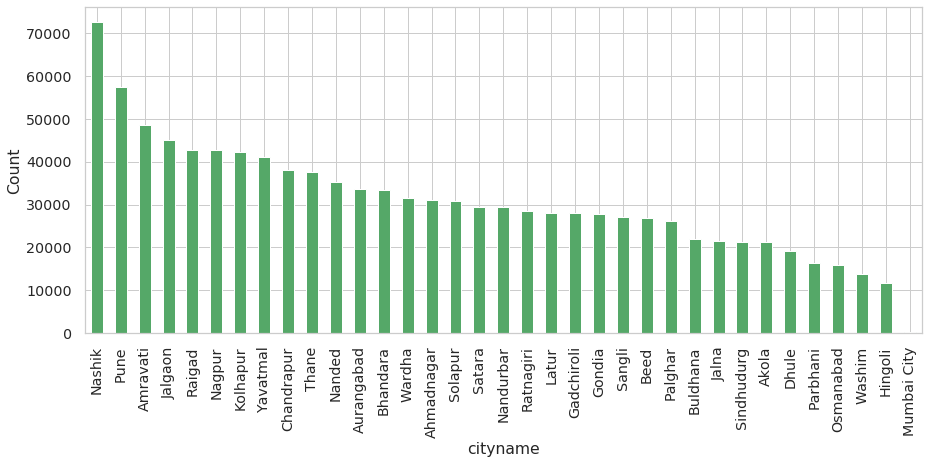 70000
60000
50000
40000
30000
20000
10000
0
Count
Nashik
Pune
Amravati
Jalgaon
Raigad
Nagpur
Kolhapur
Yavatmal
Chandrapur
Thane
Nanded
Aurangabad
Bhandara
Wardha
Ahmadnagar
Solapur
Satara
Nandurbar
Ratnagiri
Latur
Gadchiroli
Gondia
Sangli
Beed
Palghar
Buldhana
Jalna
Sindhudurg
Akola
Dhule
Parbhani
Osmanabad
Washim
Hingoli
Mumbai City
cityname